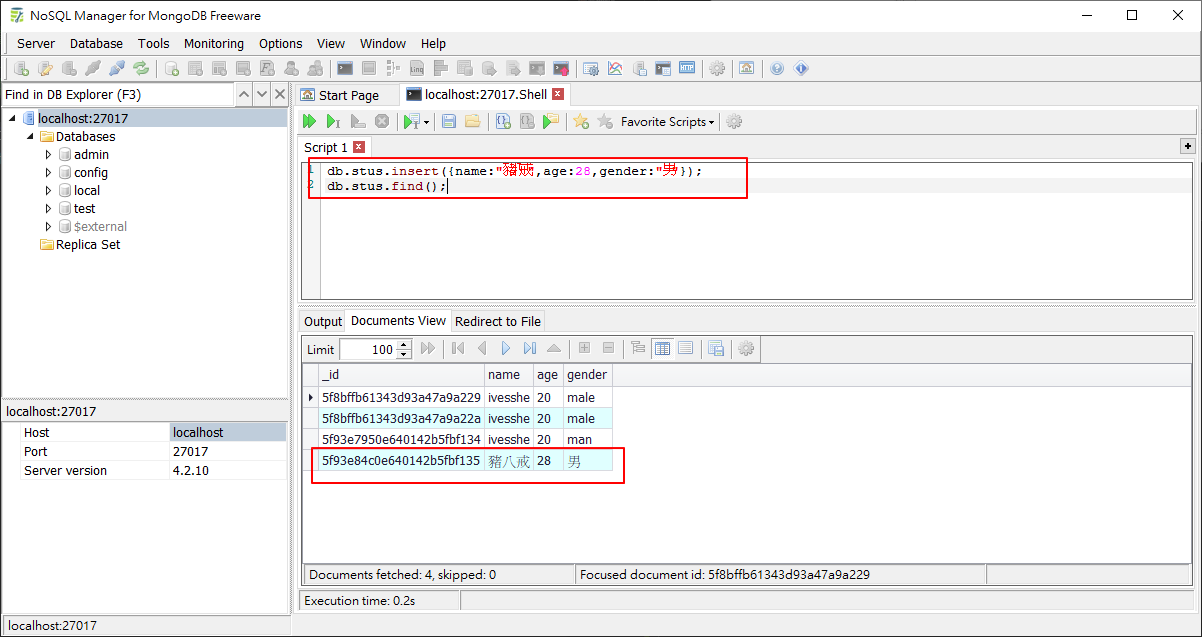 NoSQL Manager for MongoDB Freeware
Server Database Tools Monitoring Options View Window Help
Find in DB Explorer (F3)
localhost:27017
Databases
admin
config
local
test
$external
Replica Set
localhost:27017
Host localhost
Port 27017
Server version 4.2.10
localhost:27017
Start Page localhost:27017.Shell
Favorite Scripts
Script 1
1 db.stus.insert({name:"豬八戒",age:28,gender:"男"});
2 db.stus.find();
Output Documents View Redirect to File
Limit 100
_id name age gender
5f8bffb61343d93a47a9a229 ivesshe 20 male
5f8bffb61343d93a47a9a22a ivesshe 20 male
5f93e7950e640142b5fbf134 ivesshe 20 man
5f93e84c0e640142b5fbf135 豬八戒 28 男
Documents fetched: 4, skipped: 0 Focused document id: 5f8bffb61343d93a47a9a229
Execution time: 0.2s